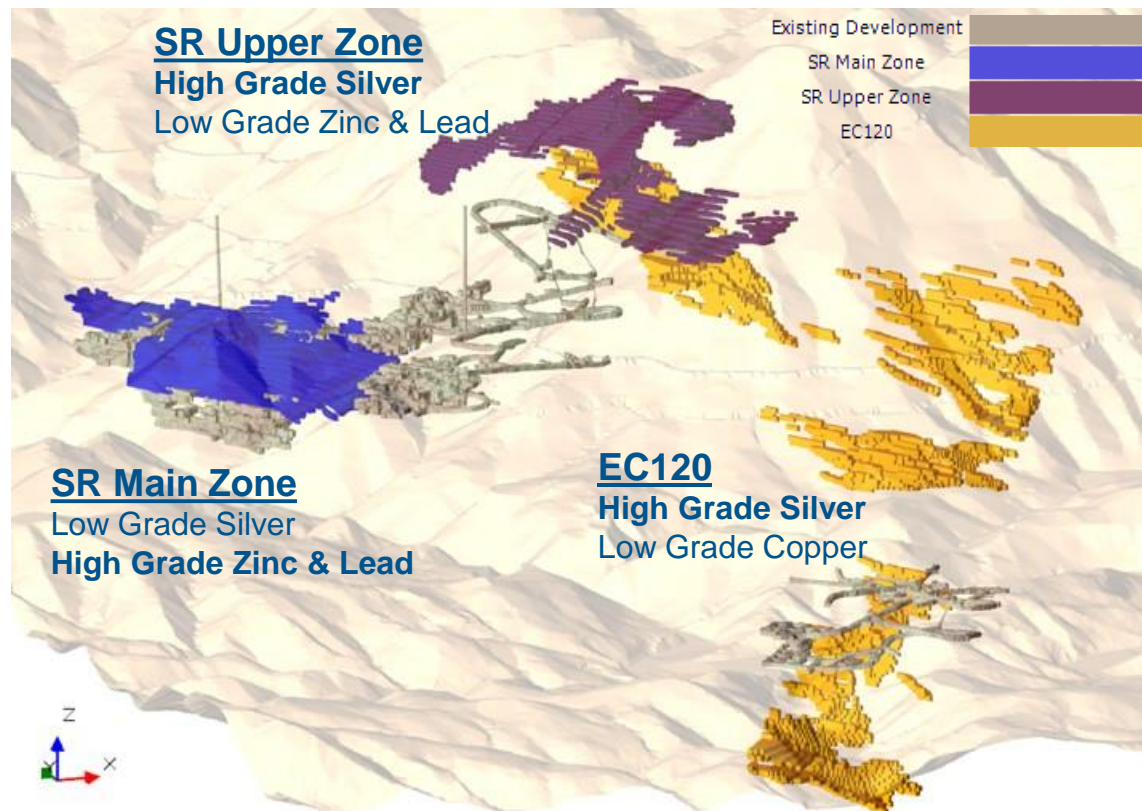 SR Upper Zone
High Grade Silver
Low Grade Zinc & Lead
Existing Development
SR Main Zone
SR Upper Zone
EC120
SR Main Zone
Low Grade Silver
High Grade Zinc & Lead
EC120
High Grade Silver
Low Grade Copper
Z
Y
X